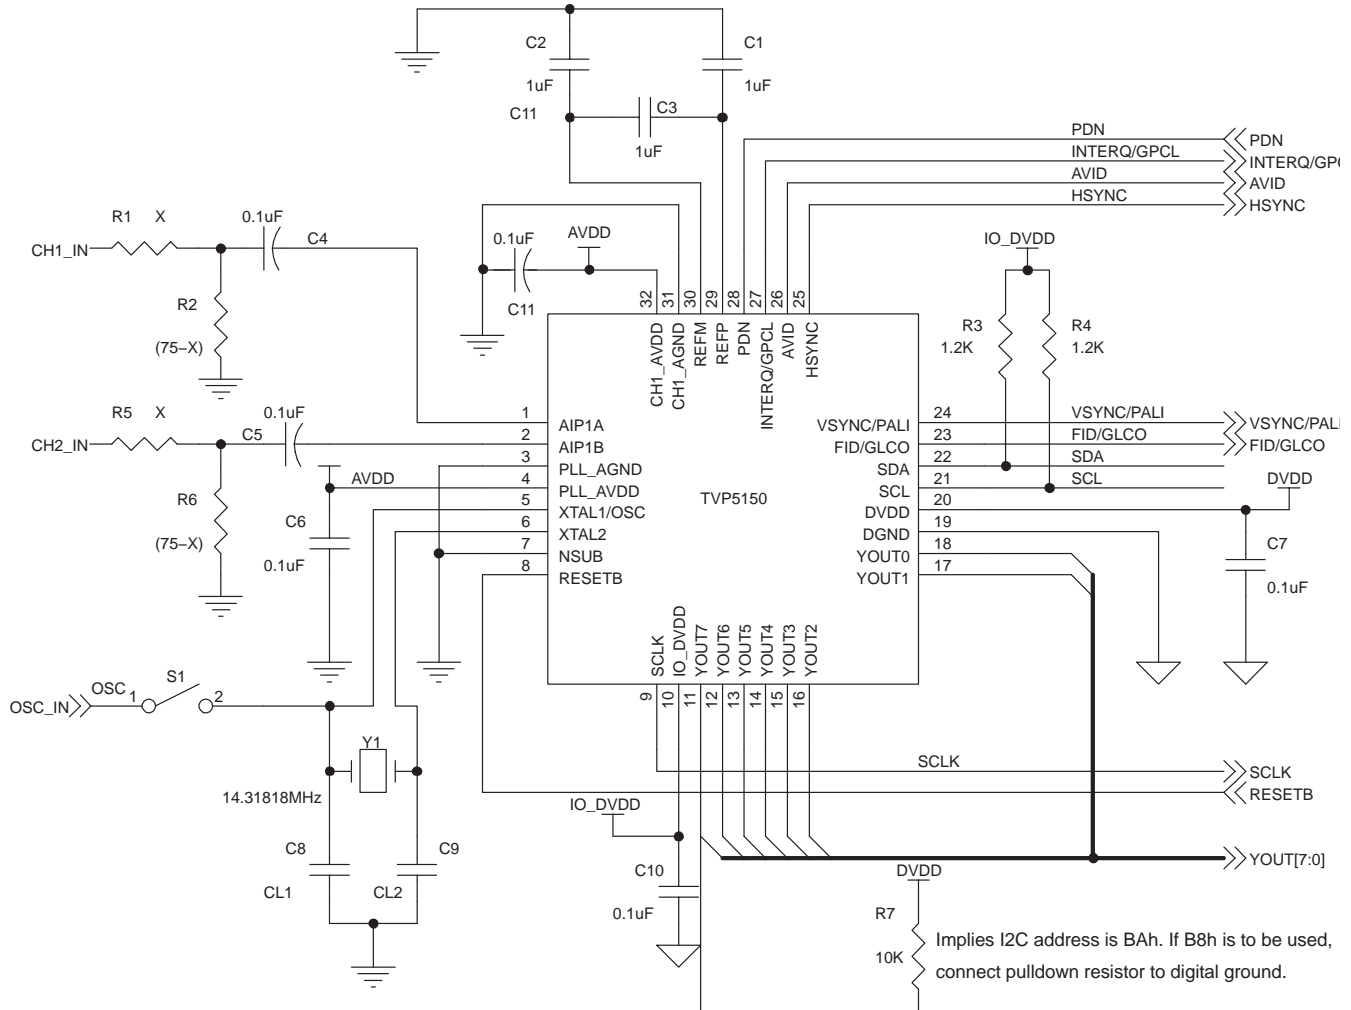 C2
C1
1uF
1uF
C11
C3
1uF
PDN
PDN
INTERQ/GPCL
INTERQ/GP
AVID
AVID
HSYNC
HSYNC
R1 X
0.1uF
C4
CH1_IN
R2
(75–X)
0.1uF
AVDD
C11
IO_DVDD
R3
1.2K
R4
1.2K
32 31 30 29 28 27 26 25
CH1_AVDD
CH1_AGND
REFM
REFP
PDN
INTERQ/GPCL
AVID
HSYNC
R5 X
0.1uF
C5
CH2_IN
R6
(75–X)
AVDD
C6
0.1uF
1 AIP1A
2 AIP1B
3 PLL_AGND
4 PLL_AVDD
5 XTAL1/OSC
6 XTAL2
7 NSUB
8 RESETB
TVP5150
VSYNC/PALI 24 VSYNC/PALI
VSYNC/PALI
FID/GLCO 23 FID/GLCO
FID/GLCO
SDA 22 SDA
SCL 21 SCL
DVDD 20
DVDD
DGND 19
YOUT0 18
YOUT1 17
C7
0.1uF
SCLK
IO_DVDD
YOUT7
YOUT6
YOUT5
YOUT4
YOUT3
YOUT2
9 10 11 12 13 14 15 16
OSC_IN
OSC 1
S1
2
Y1
14.31818MHz
C8
CL1
C9
CL2
SCLK
SCLK
RESETB
IO_DVDD
C10
0.1uF
YOUT[7:0]
DVDD
R7
10K
Implies I2C address is BAh. If B8h is to be used,
connect pulldown resistor to digital ground.